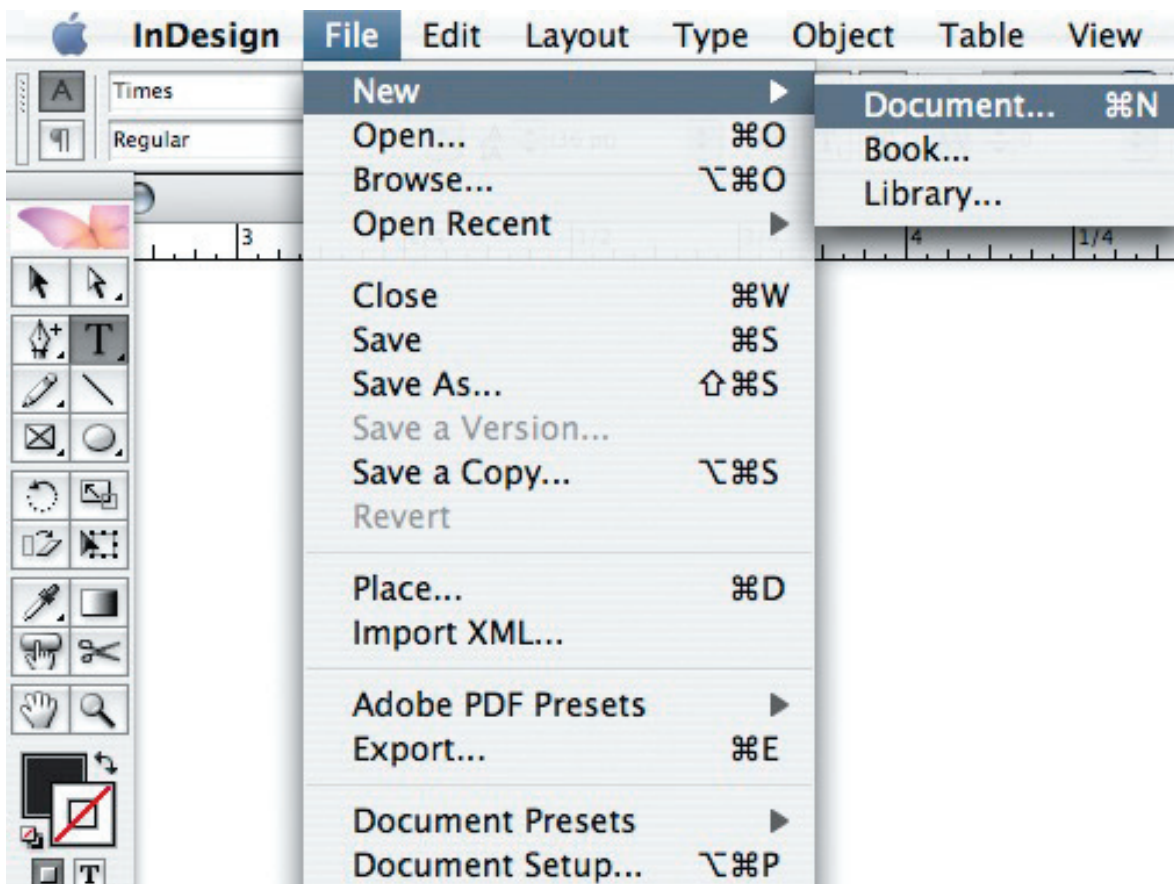 InDesign File Edit Layout Type Object Table View
A Times
¶ Regular
New
Open... ⌘O
Browse... ⌥⌘O
Open Recent
Document... ⌘N
Book...
Library...
3 1/2 4 1/4
Close ⌘W
Save ⌘S
Save As... ⇧⌘S
Save a Version...
Save a Copy... ⌥⌘S
Revert
Place... ⌘D
Import XML...
Adobe PDF Presets
Export... ⌘E
Document Presets
Document Setup... ⌥⌘P
T
T